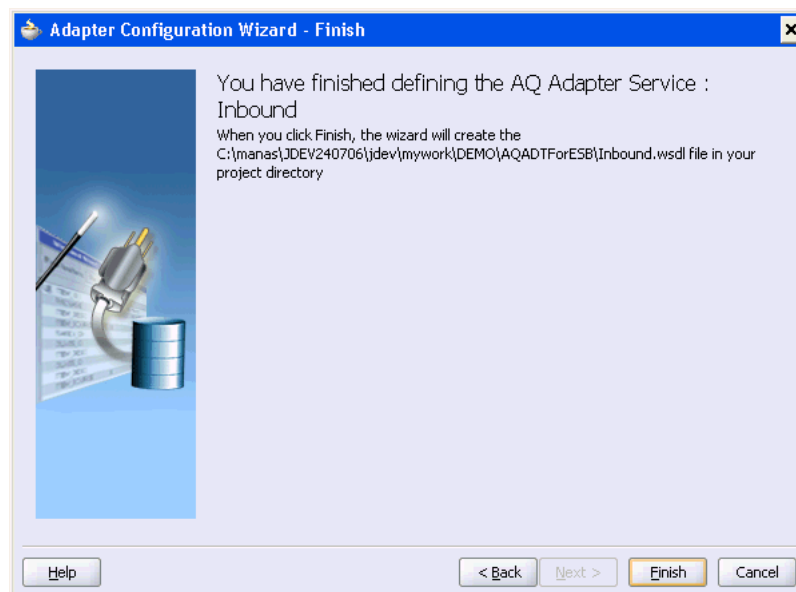 Adapter Configuration Wizard - Finish
You have finished defining the AQ Adapter Service :
Inbound
When you click Finish, the wizard will create the
C:\manas\JDEV240706\jdev\mywork\DEMO\AQADTForESB\Inbound.wsdl file in your
project directory
Help
< Back
Next >
Finish
Cancel